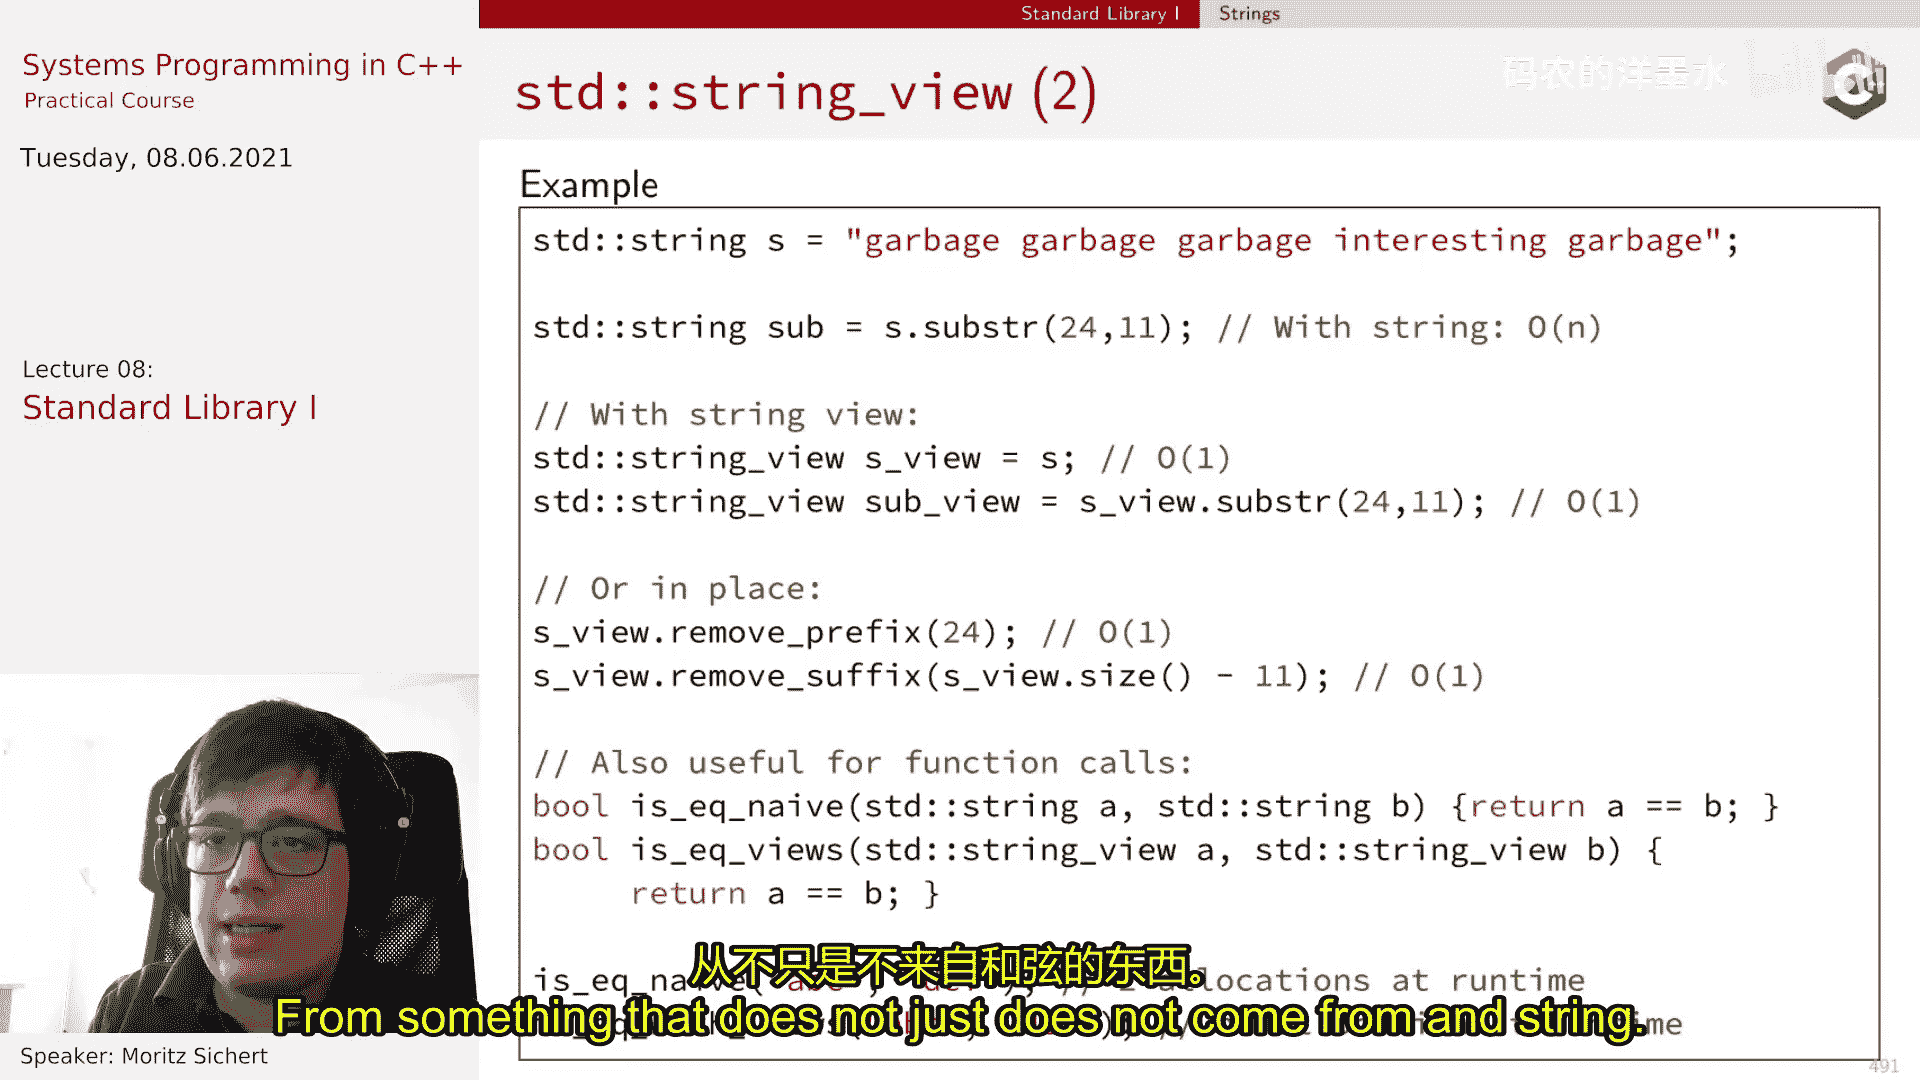 Standard Library I
Strings
Systems Programming in C++
Practical Course
Tuesday, 08.06.2021
Lecture 08:
Standard Library I
std::string_view (2)
码农的洋墨水
Example
std::string s = "garbage garbage garbage interesting garbage";
std::string sub = s.substr(24,11); // With string: O(n)
// With string view:
std::string_view s_view = s; // O(1)
std::string_view sub_view = s_view.substr(24,11); // O(1)
// Or in place:
s_view.remove_prefix(24); // O(1)
s_view.remove_suffix(s_view.size() - 11); // O(1)
// Also useful for function calls:
bool is_eq_naive(std::string a, std::string b) {return a == b; }
bool is_eq_views(std::string_view a, std::string_view b) {
return a == b; }
at runtime
从不只是不来自和弦的东西。
From something that does not just does not come from and string.
Speaker: Moritz Sichert
491